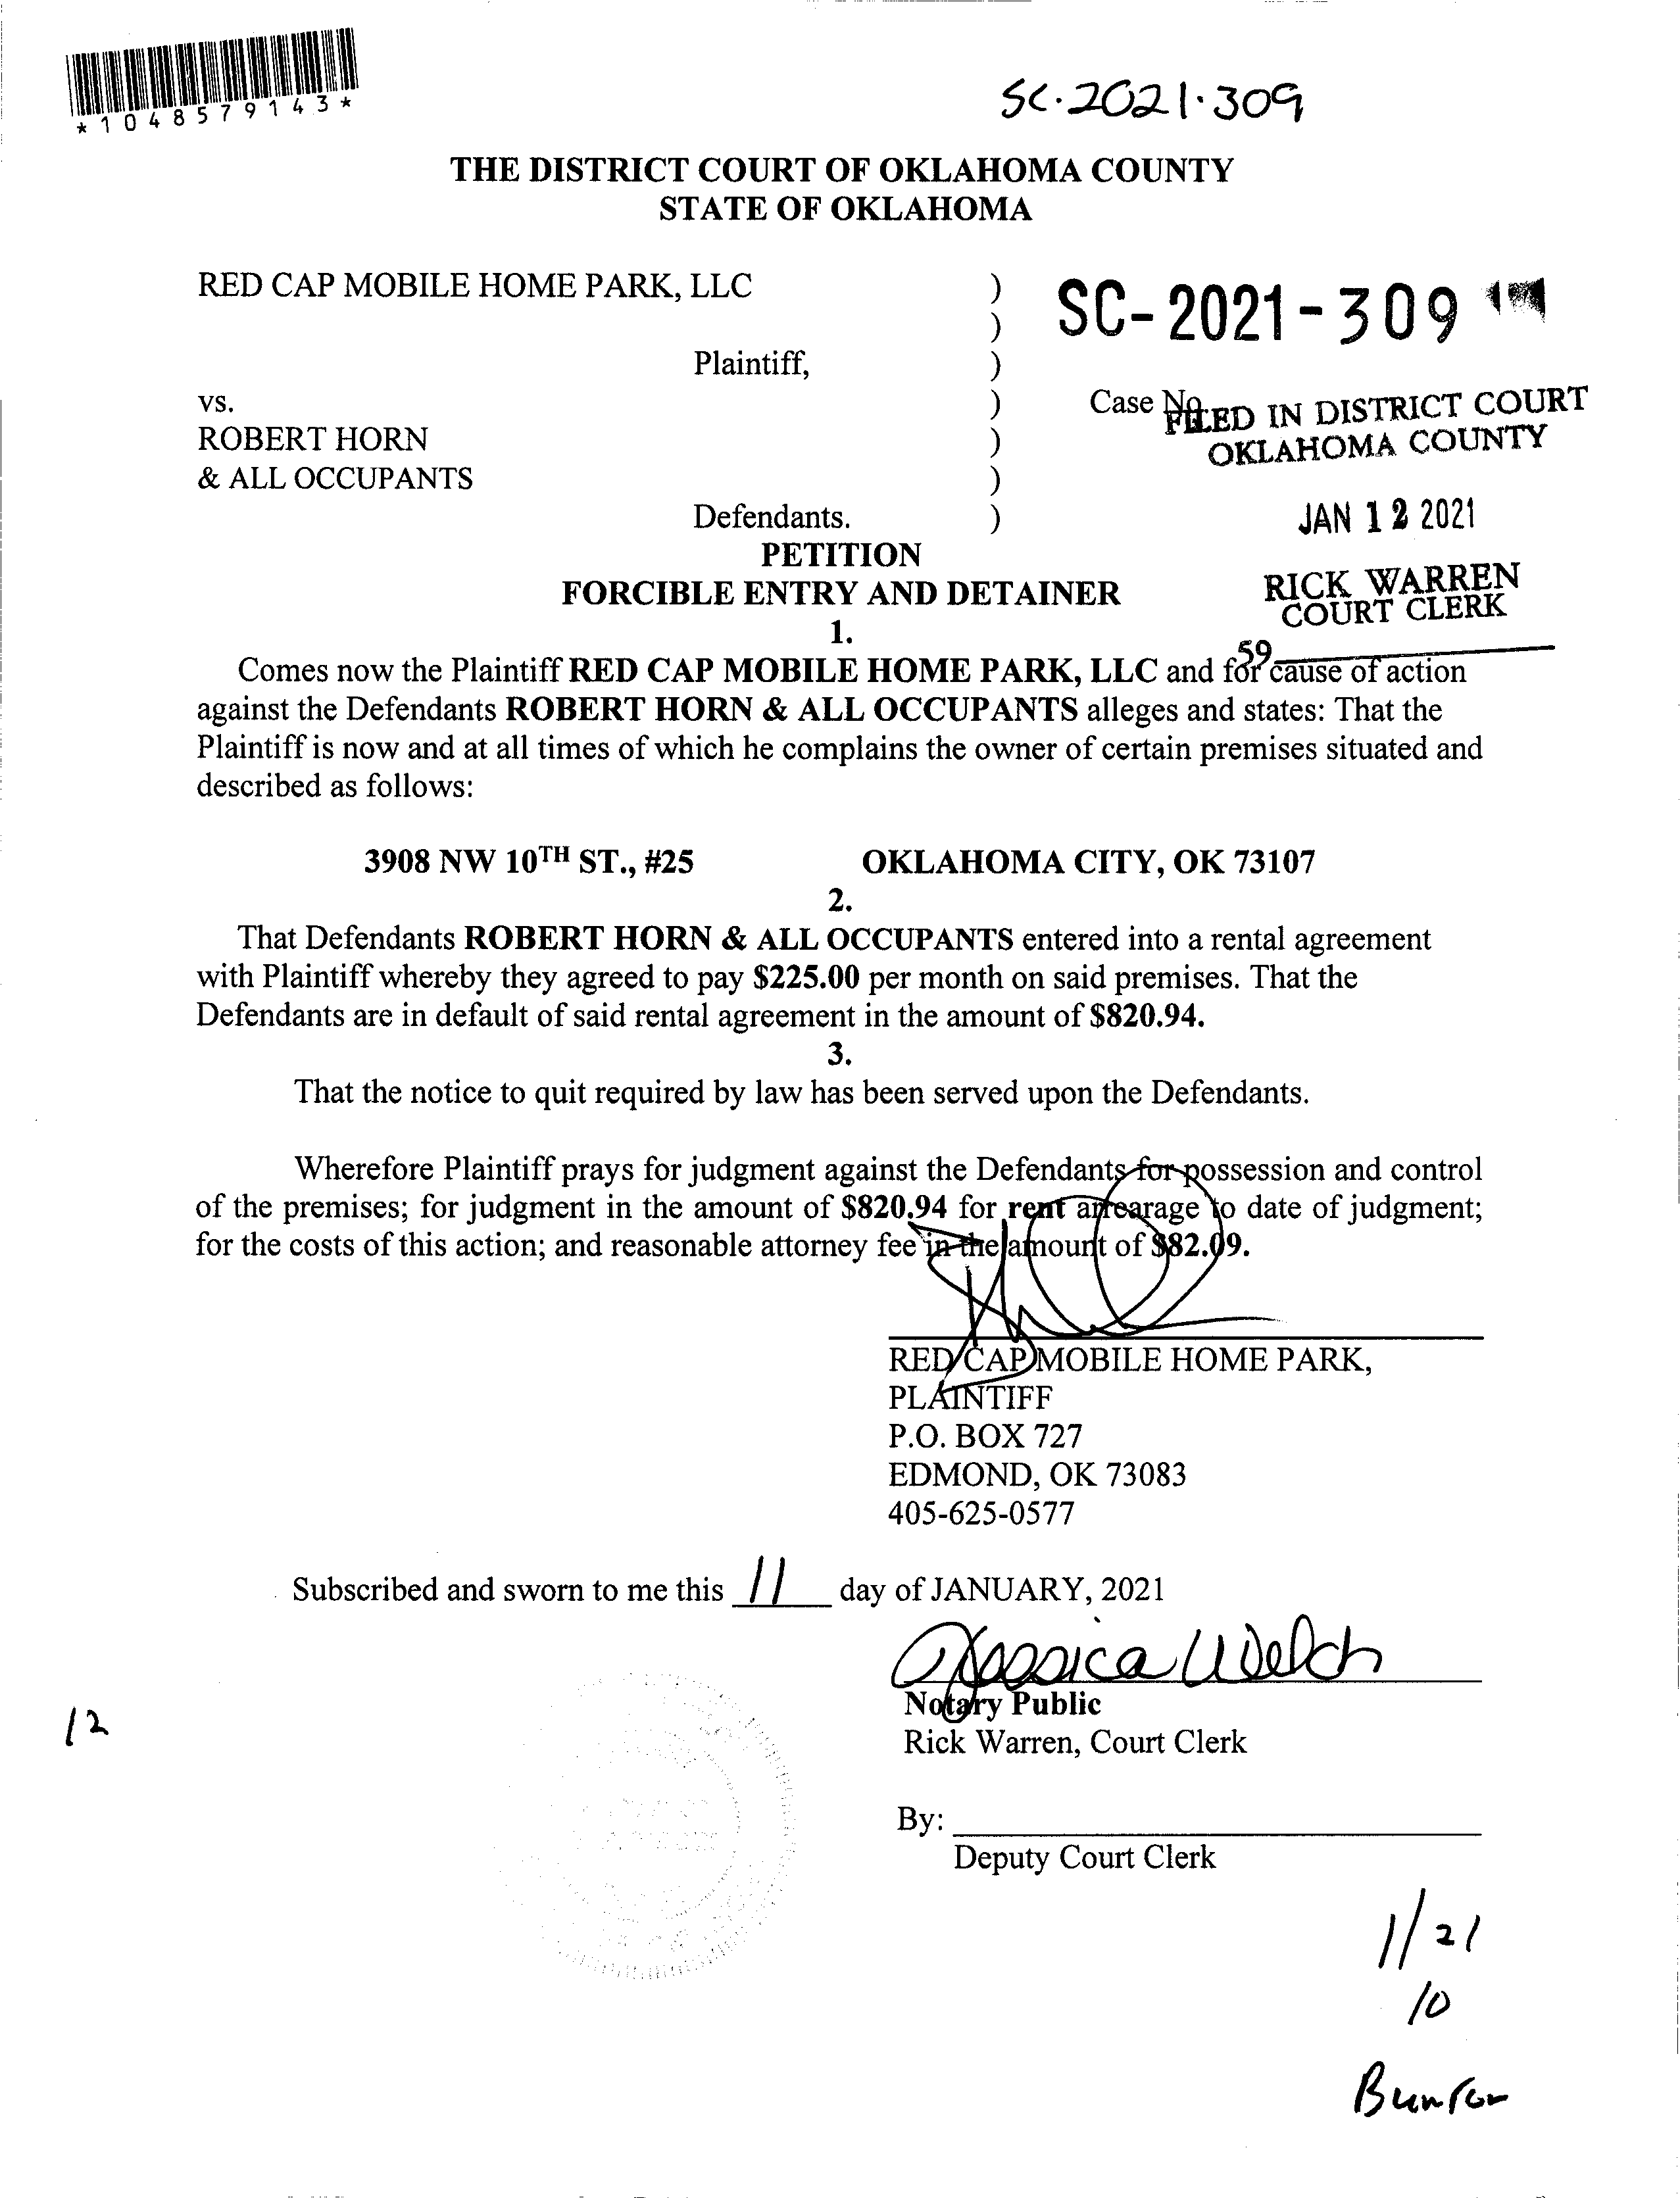 *1048579143*
SC·2021·309
THE DISTRICT COURT OF OKLAHOMA COUNTY
STATE OF OKLAHOMA
RED CAP MOBILE HOME PARK, LLC )
)
SC-2021-309
Plaintiff, )
vs. ) Case No.
FILED IN DISTRICT COURT
OKLAHOMA COUNTY
ROBERT HORN )
& ALL OCCUPANTS )
Defendants. )
JAN 12 2021
PETITION
FORCIBLE ENTRY AND DETAINER
RICK WARREN
COURT CLERK
59
1.
Comes now the Plaintiff RED CAP MOBILE HOME PARK, LLC and for cause of action
against the Defendants ROBERT HORN & ALL OCCUPANTS alleges and states: That the
Plaintiff is now and at all times of which he complains the owner of certain premises situated and
described as follows:
3908 NW 10TH ST., #25 OKLAHOMA CITY, OK 73107
2.
That Defendants ROBERT HORN & ALL OCCUPANTS entered into a rental agreement
with Plaintiff whereby they agreed to pay $225.00 per month on said premises. That the
Defendants are in default of said rental agreement in the amount of $820.94.
3.
That the notice to quit required by law has been served upon the Defendants.
Wherefore Plaintiff prays for judgment against the Defendants for possession and control
of the premises; for judgment in the amount of $820.94 for rent arrearage to date of judgment;
for the costs of this action; and reasonable attorney fee in the amount of $82.09.
RED CAP MOBILE HOME PARK,
PLAINTIFF
P.O. BOX 727
EDMOND, OK 73083
405-625-0577
Subscribed and sworn to me this 11 day of JANUARY, 2021
Jessica Welch
Notary Public
12
Rick Warren, Court Clerk
By:
Deputy Court Clerk
1/21
10